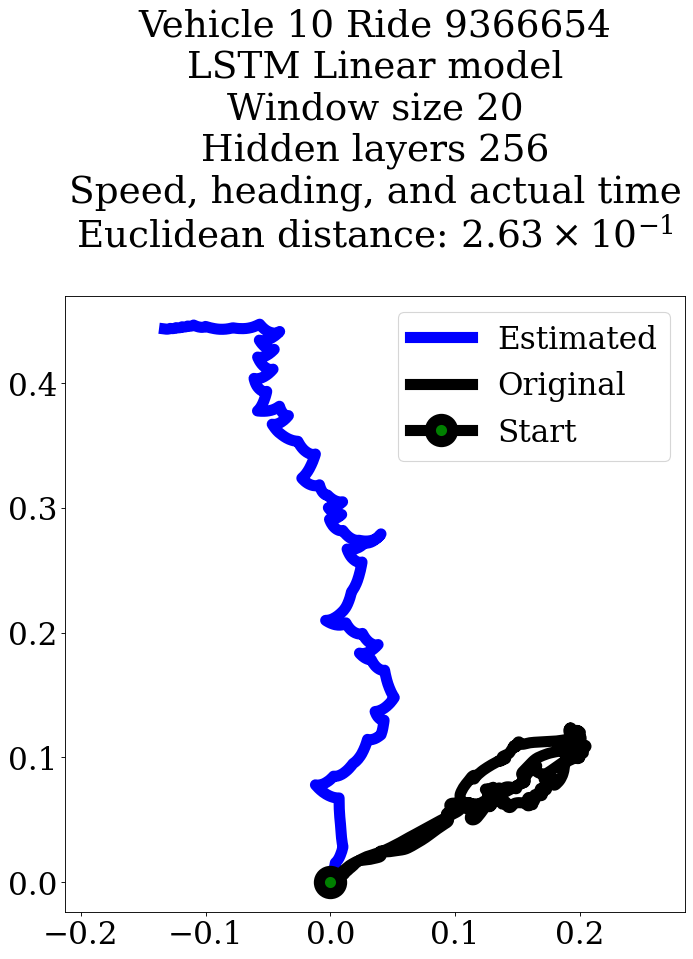 Vehicle 10 Ride 9366654
LSTM Linear model
Window size 20
Hidden layers 256
Speed, heading, and actual time
Euclidean distance: 2.63 × 10⁻¹
Estimated
Original
Start
0.4
0.3
0.2
0.1
0.0
−0.2 −0.1 0.0 0.1 0.2